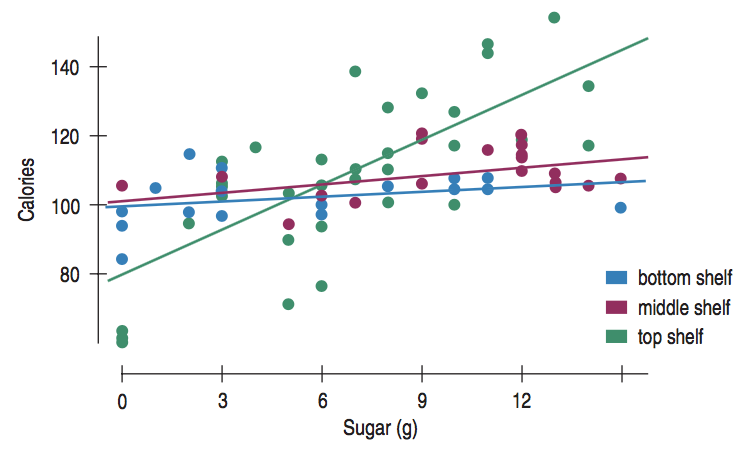 140
120
100
80
Calories
0 3 6 9 12
Sugar (g)
bottom shelf
middle shelf
top shelf